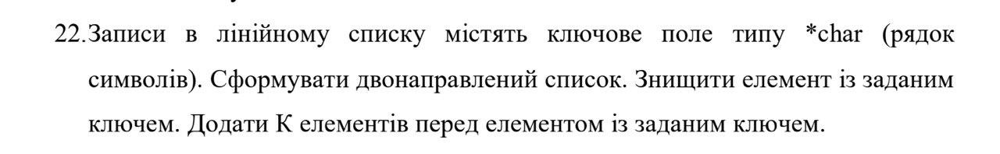 22.Записи в лінійному списку містять ключове поле типу *char (рядок
символів). Сформувати двонаправлений список. Знищити елемент із заданим
ключем. Додати К елементів перед елементом із заданим ключем.